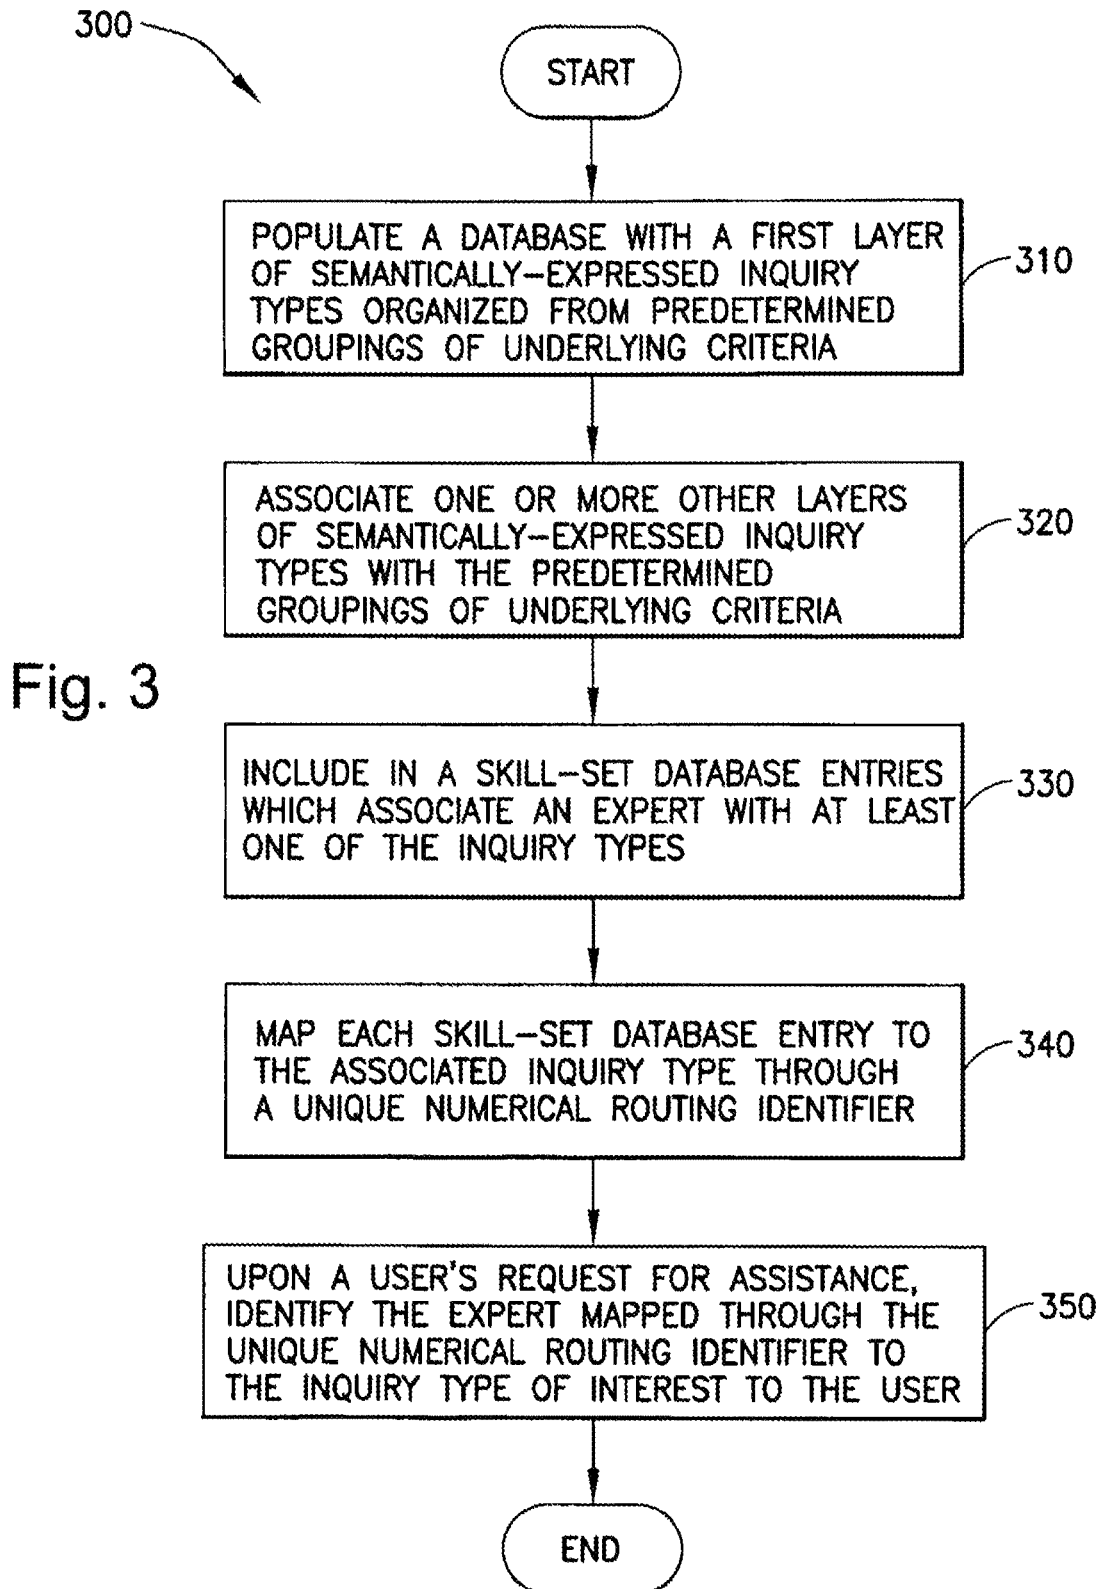 300
START
POPULATE A DATABASE WITH A FIRST LAYER
OF SEMANTICALLY-EXPRESSED INQUIRY
TYPES ORGANIZED FROM PREDETERMINED
GROUPINGS OF UNDERLYING CRITERIA
310
ASSOCIATE ONE OR MORE OTHER LAYERS
OF SEMANTICALLY-EXPRESSED INQUIRY
TYPES WITH THE PREDETERMINED
GROUPINGS OF UNDERLYING CRITERIA
320
Fig. 3
INCLUDE IN A SKILL-SET DATABASE ENTRIES
WHICH ASSOCIATE AN EXPERT WITH AT LEAST
ONE OF THE INQUIRY TYPES
330
MAP EACH SKILL-SET DATABASE ENTRY TO
THE ASSOCIATED INQUIRY TYPE THROUGH
A UNIQUE NUMERICAL ROUTING IDENTIFIER
340
UPON A USER'S REQUEST FOR ASSISTANCE,
IDENTIFY THE EXPERT MAPPED THROUGH THE
UNIQUE NUMERICAL ROUTING IDENTIFIER TO
THE INQUIRY TYPE OF INTEREST TO THE USER
350
END